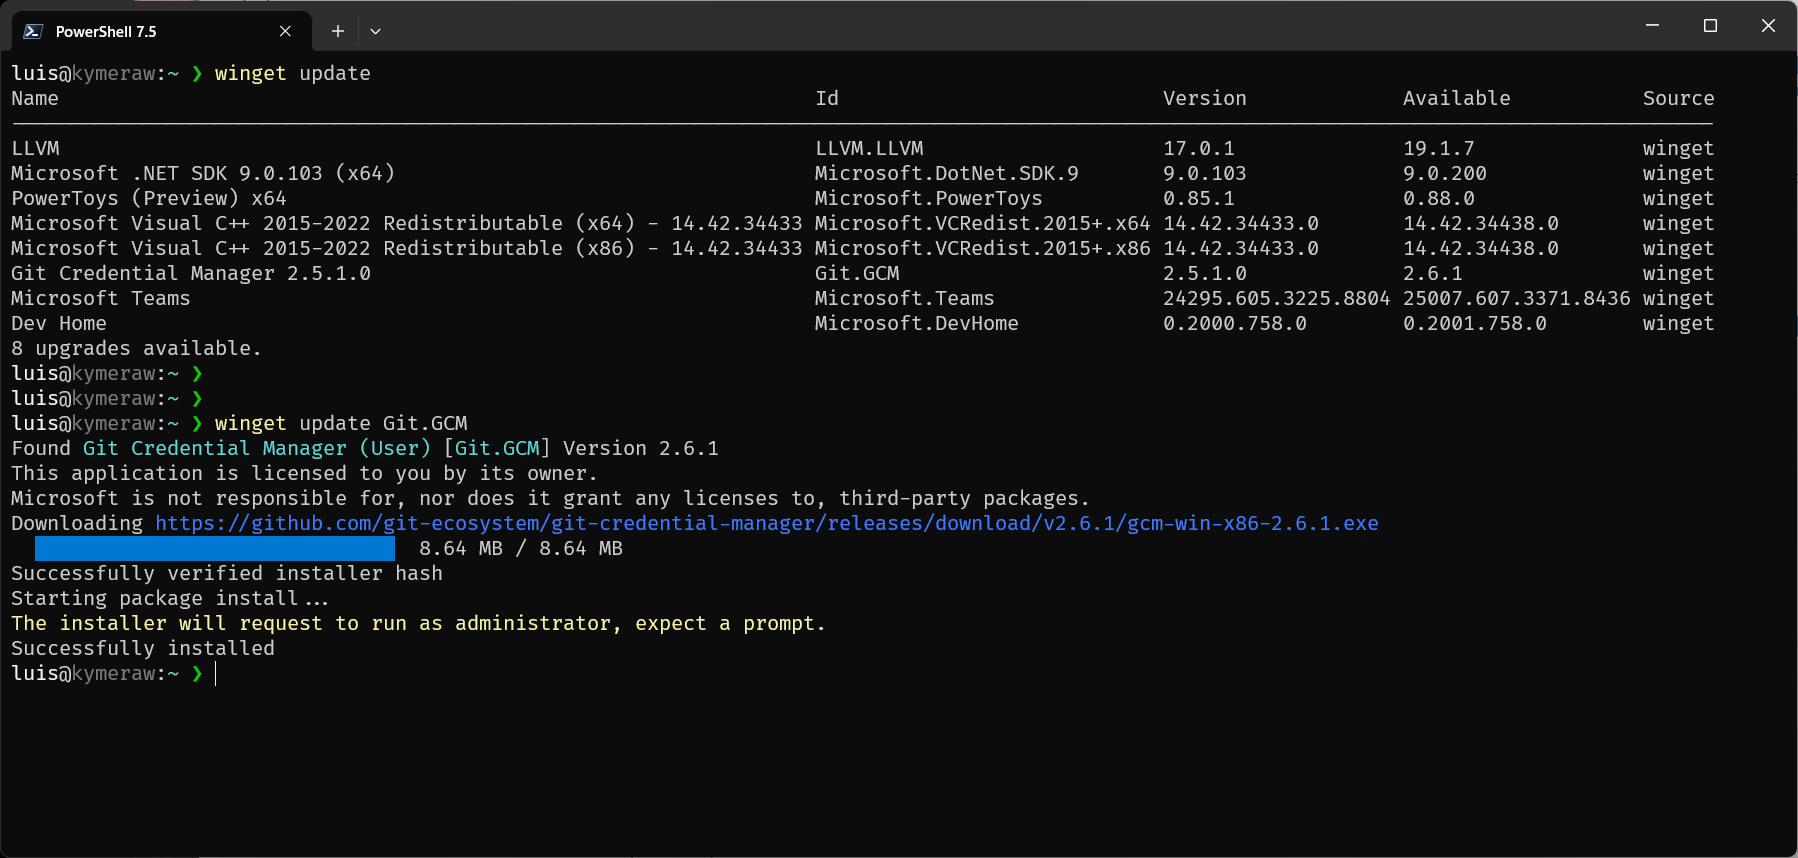 PowerShell 7.5
luis@kymeraw:~ ❯ winget update
Name Id Version Available Source
LLVM LLVM.LLVM 17.0.1 19.1.7 winget
Microsoft .NET SDK 9.0.103 (x64) Microsoft.DotNet.SDK.9 9.0.103 9.0.200 winget
PowerToys (Preview) x64 Microsoft.PowerToys 0.85.1 0.88.0 winget
Microsoft Visual C++ 2015-2022 Redistributable (x64) - 14.42.34433 Microsoft.VCRedist.2015+.x64 14.42.34433.0 14.42.34438.0 winget
Microsoft Visual C++ 2015-2022 Redistributable (x86) - 14.42.34433 Microsoft.VCRedist.2015+.x86 14.42.34433.0 14.42.34438.0 winget
Git Credential Manager 2.5.1.0 Git.GCM 2.5.1.0 2.6.1 winget
Microsoft Teams Microsoft.Teams 24295.605.3225.8804 25007.607.3371.8436 winget
Dev Home Microsoft.DevHome 0.2000.758.0 0.2001.758.0 winget
8 upgrades available.
luis@kymeraw:~ ❯
luis@kymeraw:~ ❯
luis@kymeraw:~ ❯ winget update Git.GCM
Found Git Credential Manager (User) [Git.GCM] Version 2.6.1
This application is licensed to you by its owner.
Microsoft is not responsible for, nor does it grant any licenses to, third-party packages.
Downloading https://github.com/git-ecosystem/git-credential-manager/releases/download/v2.6.1/gcm-win-x86-2.6.1.exe
8.64 MB / 8.64 MB
Successfully verified installer hash
Starting package install...
The installer will request to run as administrator, expect a prompt.
Successfully installed
luis@kymeraw:~ ❯